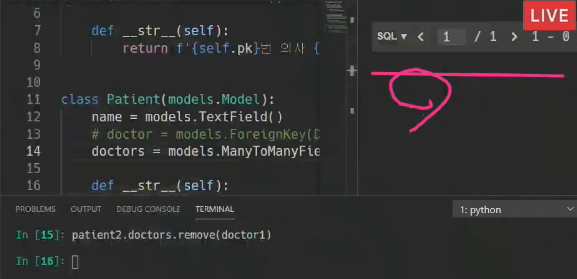 6
7 def __str__(self):
8 return f'{self.pk}번 의사 {
9
10
11 class Patient(models.Model):
12 name = models.TextField()
13 # doctor = models.ForeignKey(D
14 doctors = models.ManyToManyFie
15
16 def __str__(self):
LIVE
SQL ▾ < 1 / 1 > 1 - 0
PROBLEMS OUTPUT DEBUG CONSOLE TERMINAL 1: python
In [15]: patient2.doctors.remove(doctor1)
In [16]: